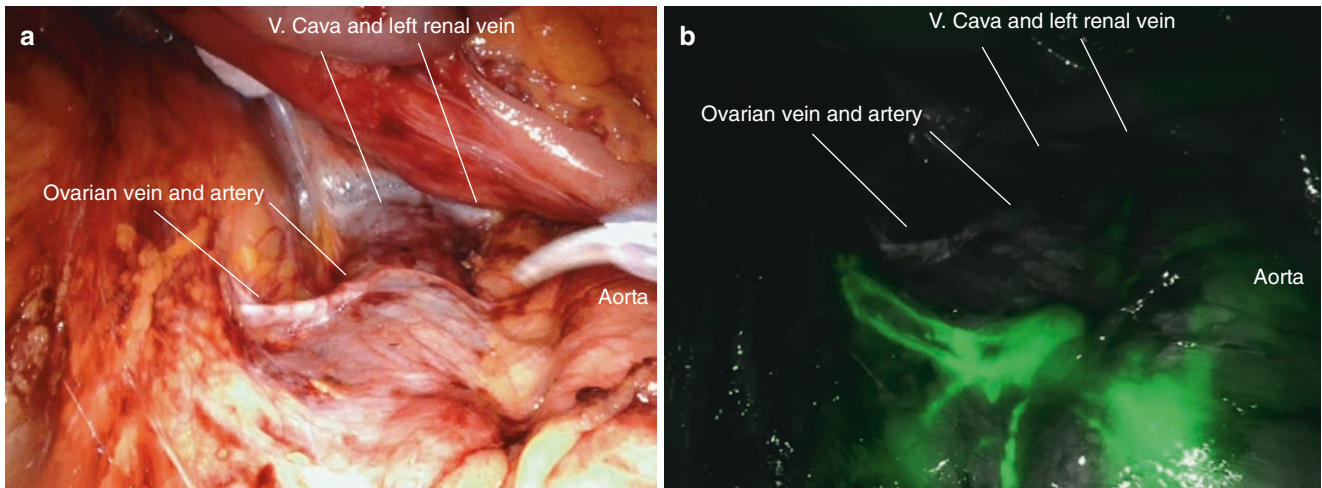 a
V. Cava and left renal vein
Ovarian vein and artery
Aorta
b
V. Cava and left renal vein
Ovarian vein and artery
Aorta